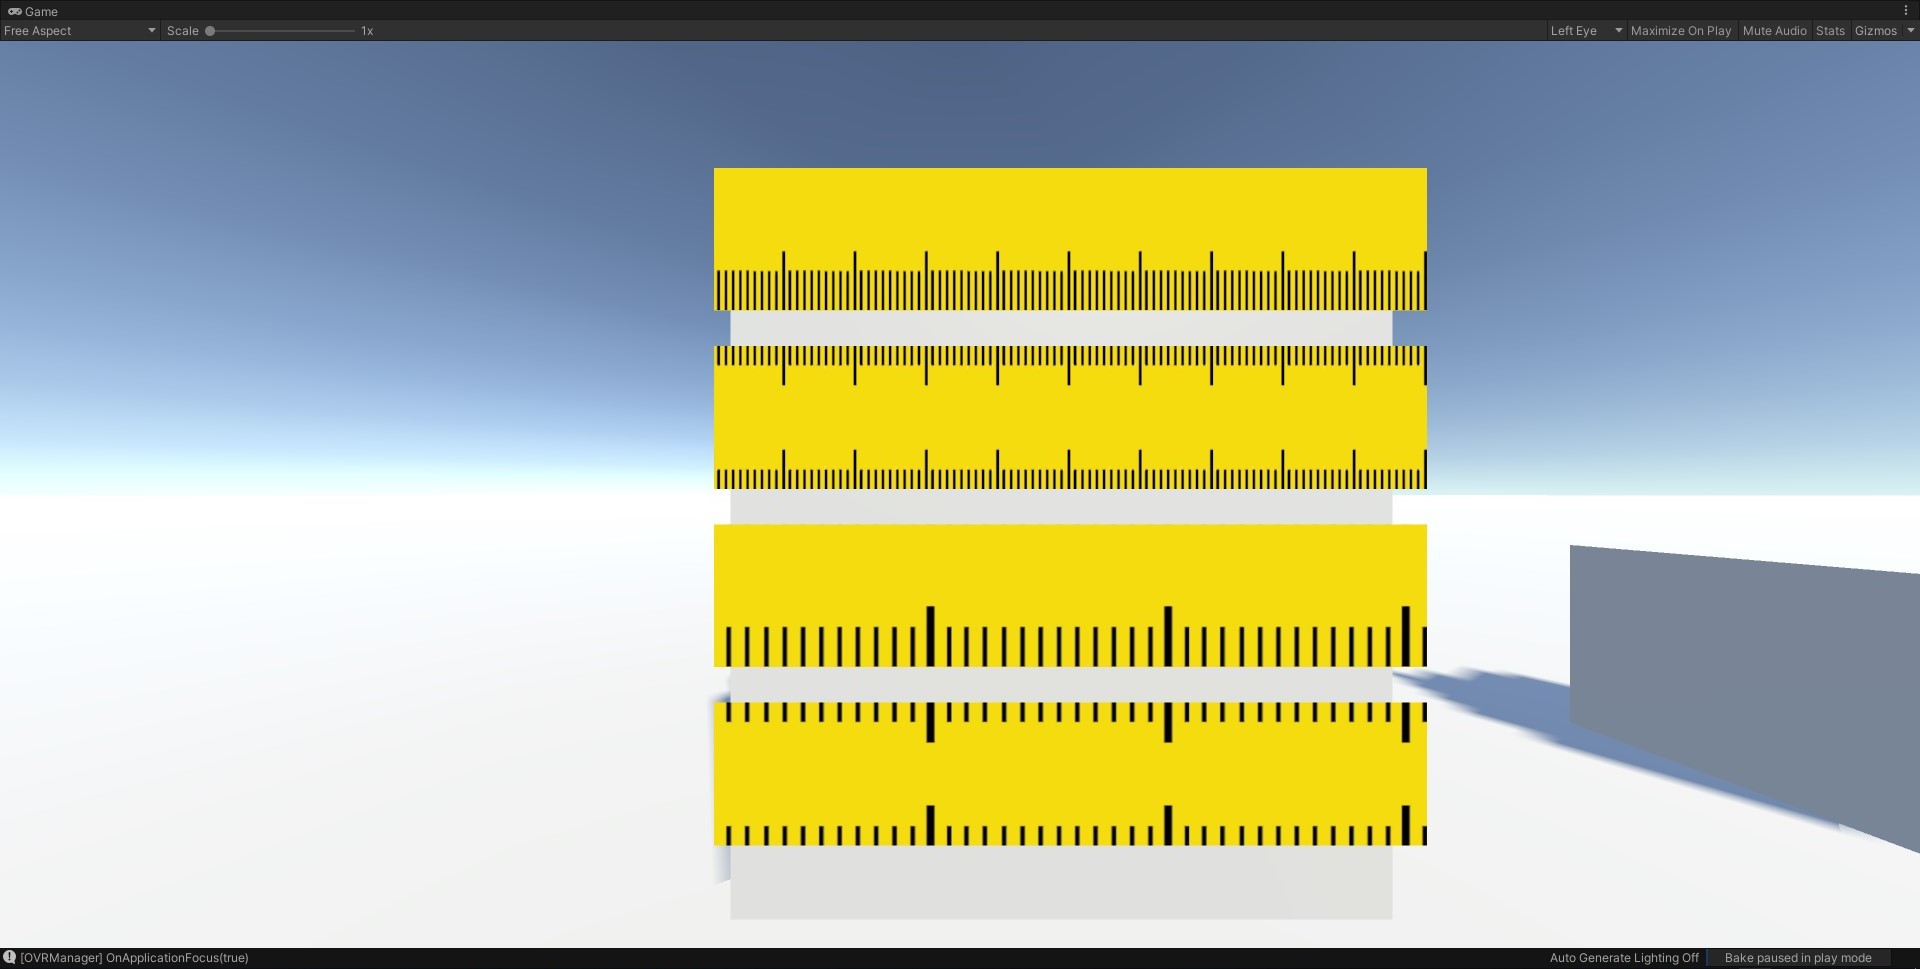 Game
Free Aspect Scale 1x Left Eye Maximize On Play Mute Audio Stats Gizmos
[OVRManager] OnApplicationFocus(true) Auto Generate Lighting Off Bake paused in play mode